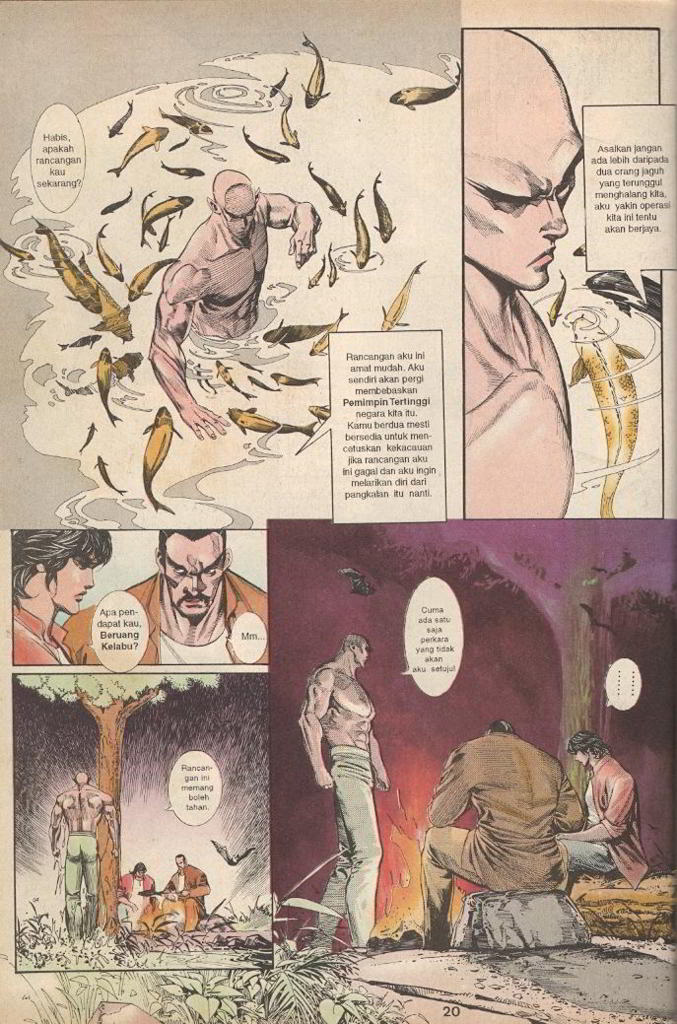 Habis,
apakah
rancangan
kau
sekarang?
Rancangan aku ini
amat mudah. Aku
sendiri akan pergi
membebaskan
Pemimpin Tertinggi
negara kita itu.
Kamu berdua mesti
bersedia untuk men-
cetuskan kekacauan
jika rancangan aku
ini gagal dan aku ingin
melarikan diri dari
pangkalan itu nanti.
Asalkan jangan
ada lebih daripada
dua orang jaguh
yang terunggul
menghalang kita,
aku yakin operasi
kita ini tentu
akan berjaya.
Apa pen-
dapat kau,
Beruang
Kelabu?
Mm...
Rancan-
gan ini
memang
boleh
tahan.
Cuma
ada satu
saja
perkara
yang tidak
akan
aku setuju!
......
20